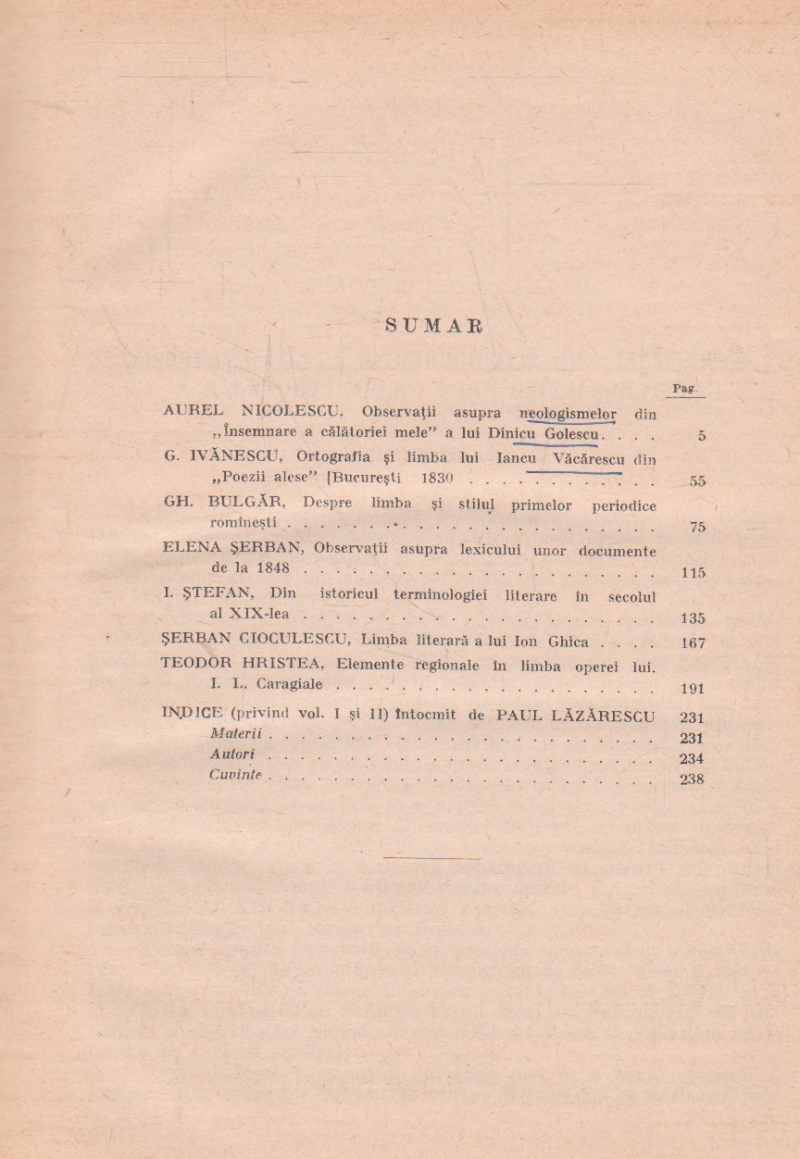 SUMAR
Pag.
AUREL NICOLESCU, Observații asupra neologismelor din
„Însemnare a călătoriei mele” a lui Dinicu Golescu. . . . 5
G. IVĂNESCU, Ortografia și limba lui Iancu Văcărescu din
„Poezii alese” [București 1830 . . . . . . . . . . . 55
GH. BULGĂR, Despre limba și stilul primelor periodice
romînești . . . . . . . . . . . . . . . . . . . . 75
ELENA ȘERBAN, Observații asupra lexicului unor documente
de la 1848 . . . . . . . . . . . . . . . . . . . 115
I. ȘTEFAN, Din istoricul terminologiei literare în secolul
al XIX-lea . . . . . . . . . . . . . . . . . . . 135
ȘERBAN CIOCULESCU, Limba literară a lui Ion Ghica . . . . 167
TEODOR HRISTEA, Elemente regionale în limba operei lui.
I. L. Caragiale . . . . . . . . . . . . . . . . . 191
INDICE (privind vol. I și II) întocmit de PAUL LĂZĂRESCU 231
Materii . . . . . . . . . . . . . . . . . . . . . 231
Autori . . . . . . . . . . . . . . . . . . . . . 234
Cuvinte . . . . . . . . . . . . . . . . . . . . . 238